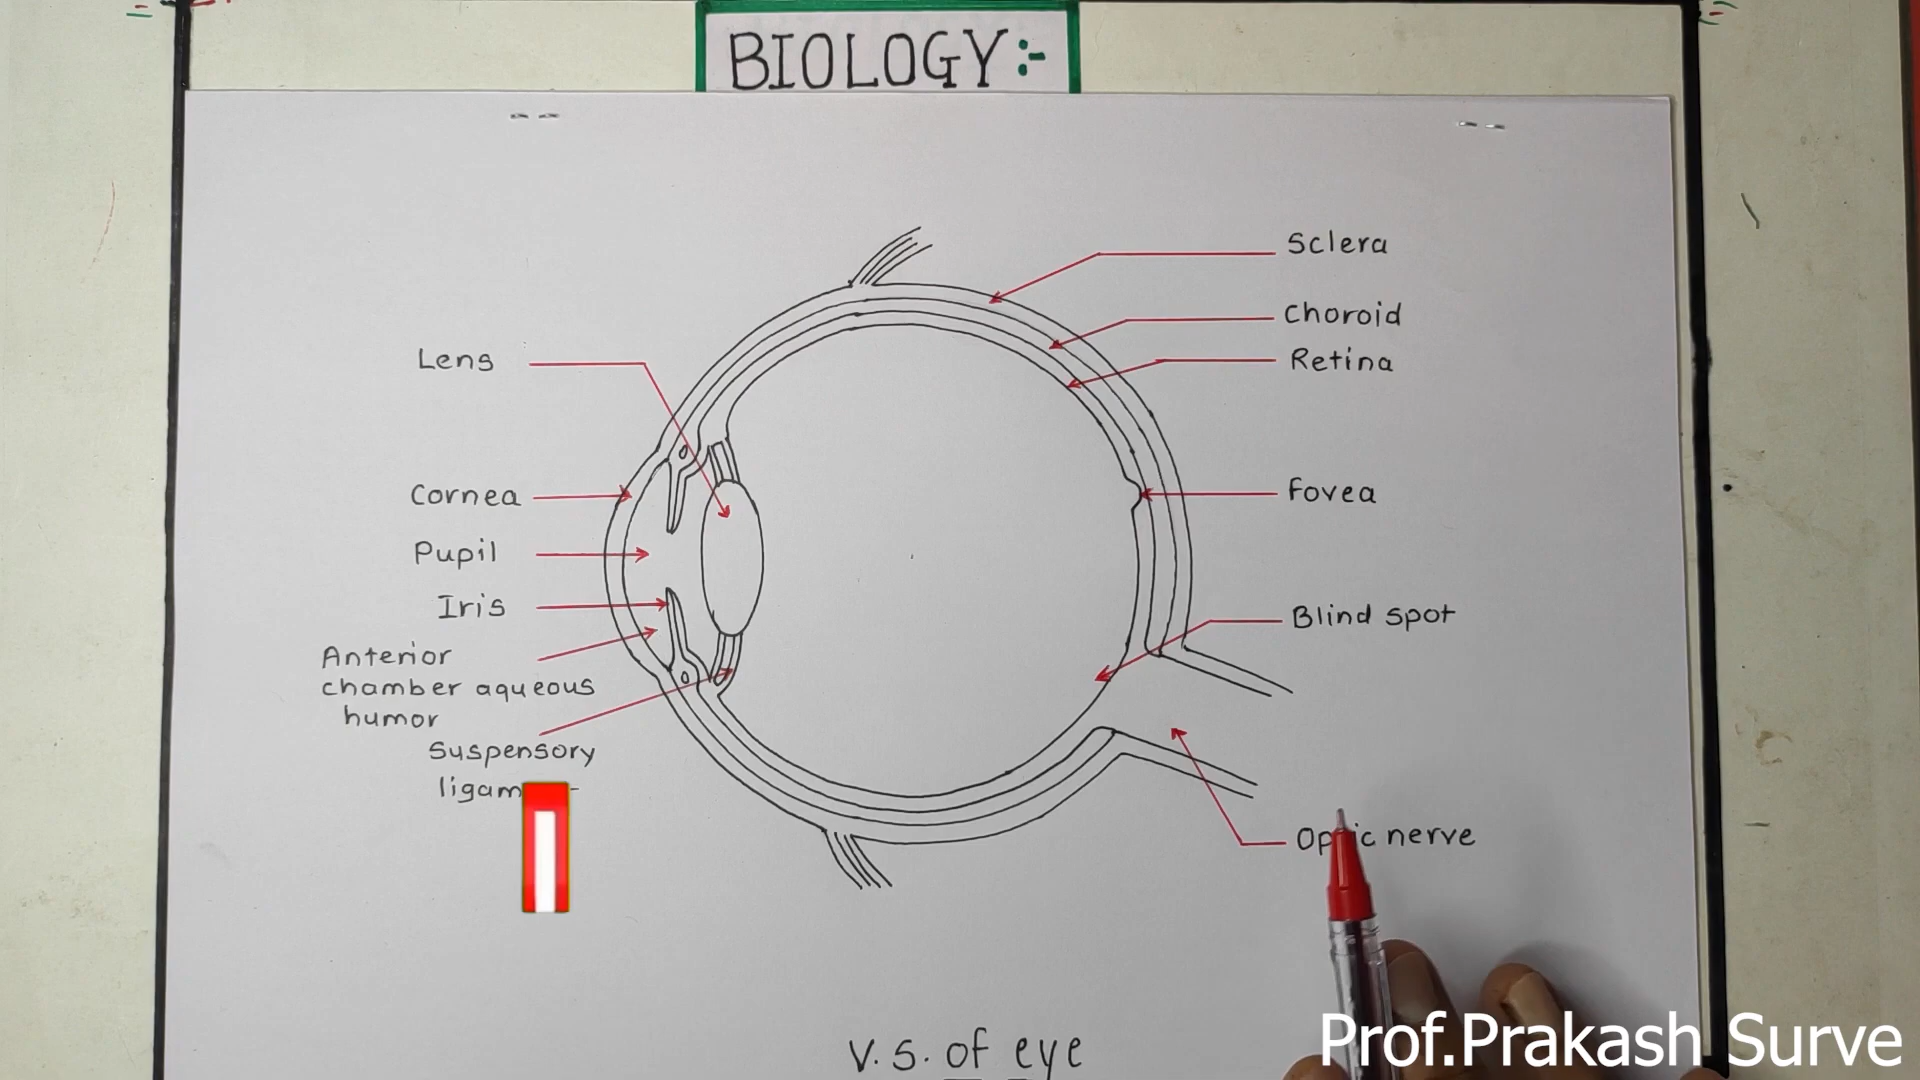 BIOLOGY:-
Sclera
Choroid
Retina
Lens
Cornea
Fovea
Pupil
Iris
Blind spot
Anterior
chamber aqueous
humor
Suspensory
Optic nerve
V.S. of eye
Prof.Prakash Surve